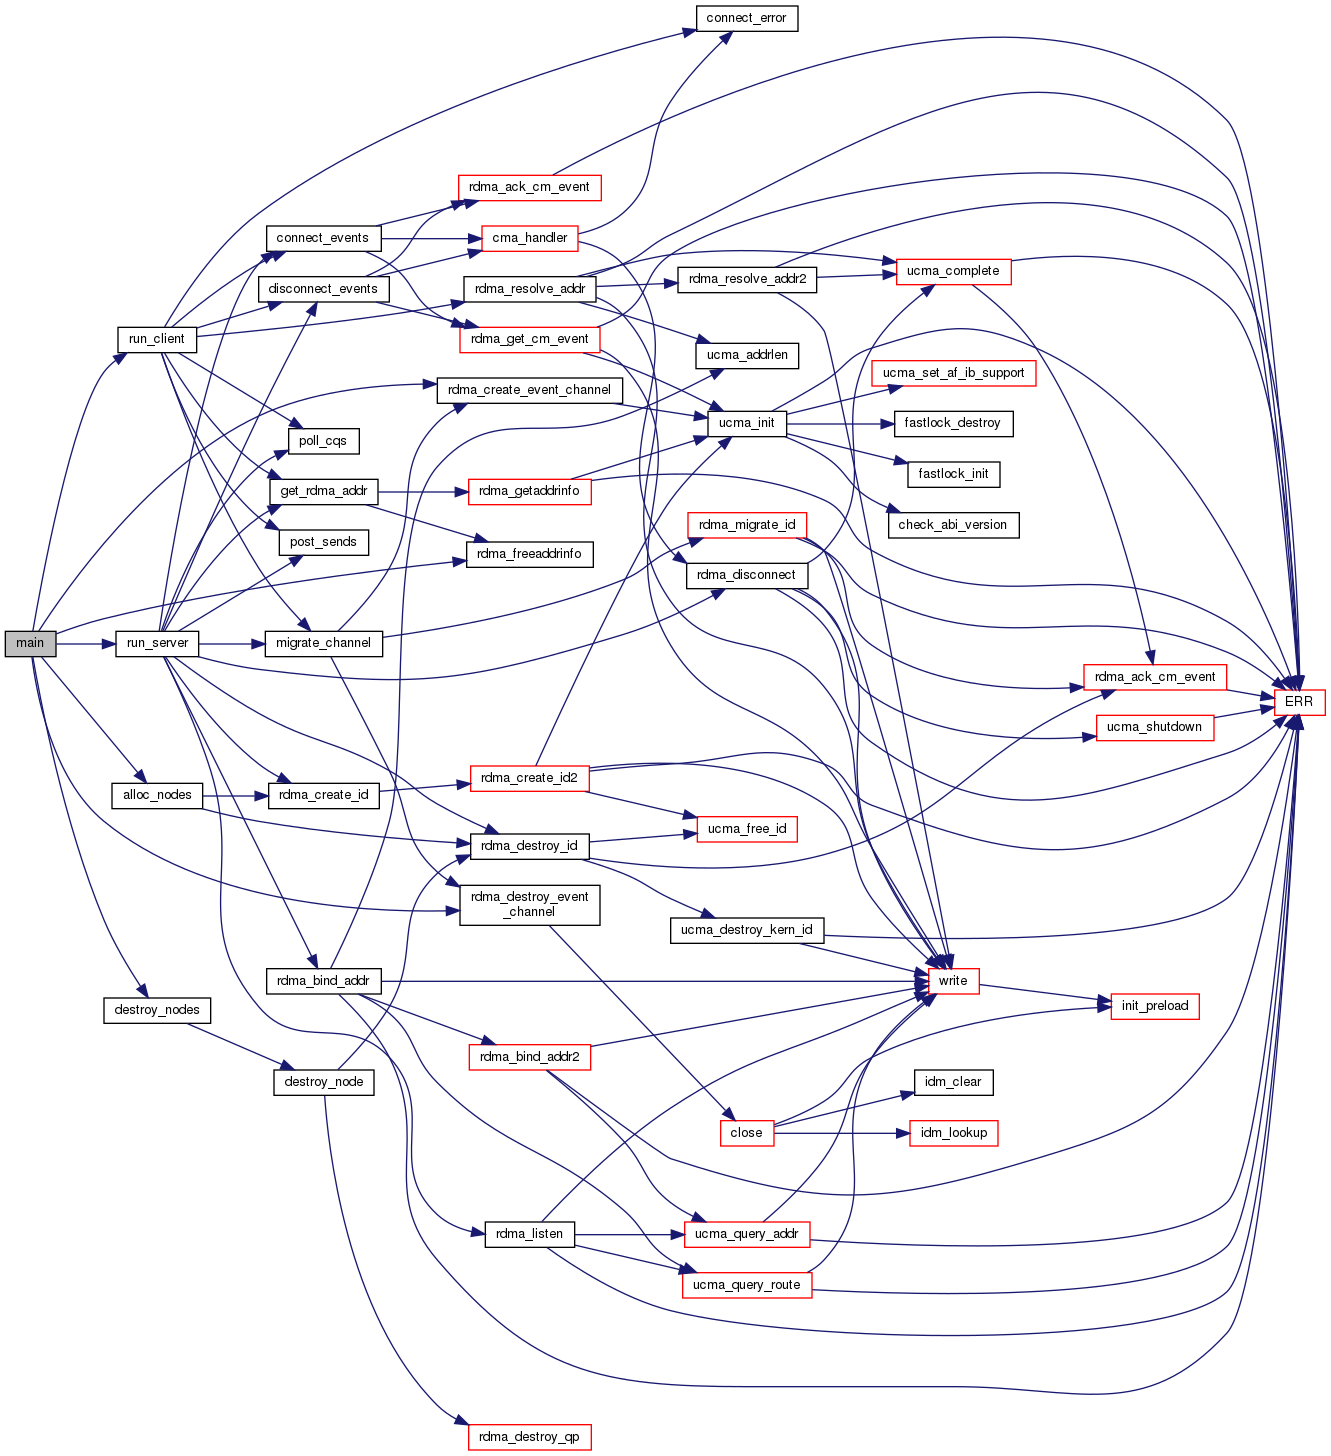 connect_error
rdma_ack_cm_event
connect_events
cma_handler
ucma_complete
rdma_resolve_addr2
disconnect_events
rdma_resolve_addr
run_client
rdma_get_cm_event
ucma_addrlen
ucma_set_af_ib_support
rdma_create_event_channel
ucma_init
fastlock_destroy
poll_cqs
fastlock_init
get_rdma_addr
rdma_getaddrinfo
rdma_migrate_id
check_abi_version
post_sends
rdma_freeaddrinfo
rdma_disconnect
main
run_server
migrate_channel
rdma_ack_cm_event
ERR
ucma_shutdown
rdma_create_id2
alloc_nodes
rdma_create_id
ucma_free_id
rdma_destroy_id
rdma_destroy_event
_channel
ucma_destroy_kern_id
rdma_bind_addr
write
destroy_nodes
init_preload
rdma_bind_addr2
destroy_node
idm_clear
close
idm_lookup
rdma_listen
ucma_query_addr
ucma_query_route
rdma_destroy_qp